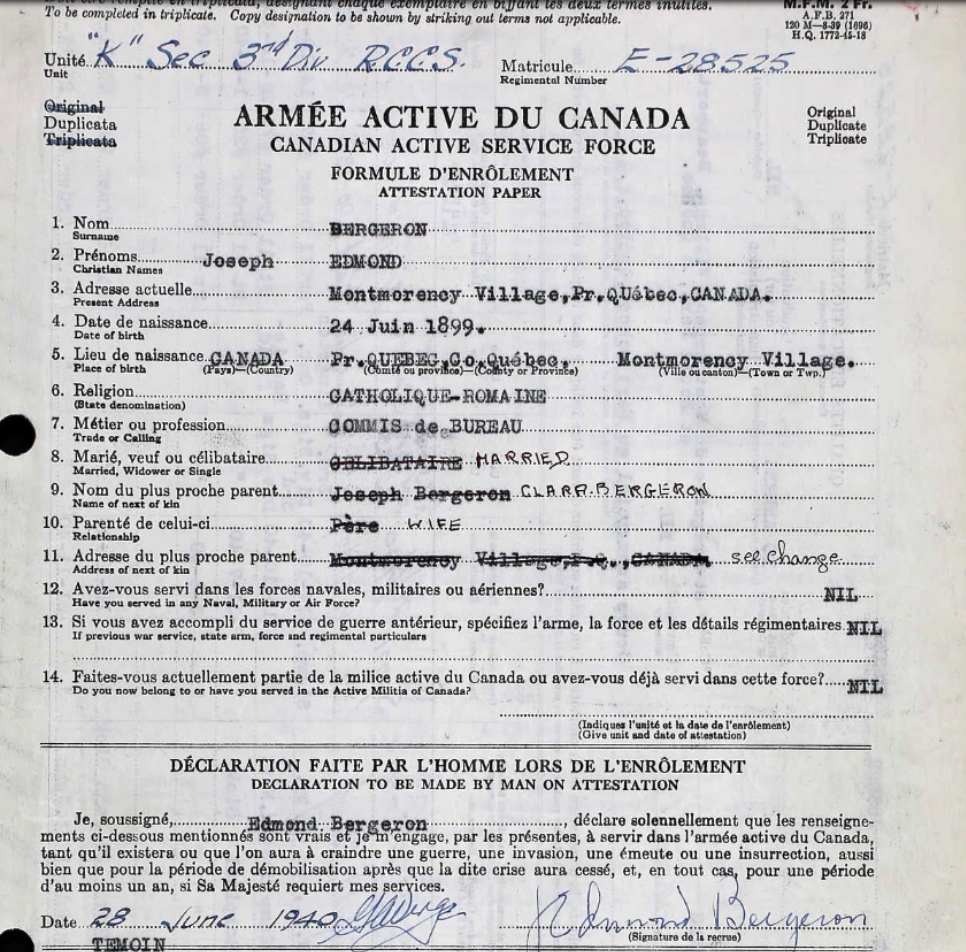 désignant chaque exemplaire en biffant les deux termes inutiles.
To be completed in triplicate. Copy designation to be shown by striking out terms not applicable.
M.F.M. 2 Fr.
A.F.B. 271
120 M—8-39 (1696)
H.Q. 1772-45-18
Unité "K" Sec 3rd Div RCCS.
Unit
Matricule E-28525
Regimental Number
Original
Duplicata
Triplicata
ARMÉE ACTIVE DU CANADA
CANADIAN ACTIVE SERVICE FORCE
Original
Duplicate
Triplicate
FORMULE D'ENRÔLEMENT
ATTESTATION PAPER
1. Nom BERGERON
Surname
2. Prénoms Joseph EDMOND
Christian Names
3. Adresse actuelle Montmorency Village,Pr.QUébec,CANADA.
Present Address
4. Date de naissance 24 Juin 1899.
Date of birth
5. Lieu de naissance CANADA Pr.QUEBEC,Co.Québec. Montmorency Village.
Place of birth (Pays)—(Country) (Comté ou province)—(County or Province) (Ville ou canton)—(Town or Twp.)
6. Religion CATHOLIQUE-ROMAINE
(State denomination)
7. Métier ou profession COMMIS de BUREAU
Trade or Calling
8. Marié, veuf ou célibataire CELIBATAIRE MARRIED
Married, Widower or Single
9. Nom du plus proche parent Joseph Bergeron CLARA BERGERON
Name of next of kin
10. Parenté de celui-ci Père WIFE
Relationship
11. Adresse du plus proche parent Montmorency Village,P.Q.,CANADA see change
Address of next of kin
12. Avez-vous servi dans les forces navales, militaires ou aériennes? NIL
Have you served in any Naval, Military or Air Force?
13. Si vous avez accompli du service de guerre antérieur, spécifiez l'arme, la force et les détails régimentaires NIL
If previous war service, state arm, force and regimental particulars
14. Faites-vous actuellement partie de la milice active du Canada ou avez-vous déjà servi dans cette force? NIL
Do you now belong to or have you served in the Active Militia of Canada?
(Indiquez l'unité et la date de l'enrôlement)
(Give unit and date of attestation)
DÉCLARATION FAITE PAR L'HOMME LORS DE L'ENRÔLEMENT
DECLARATION TO BE MADE BY MAN ON ATTESTATION
Je, soussigné, Edmond Bergeron, déclare solennellement que les renseigne-
ments ci-dessous mentionnés sont vrais et je m'engage, par les présentes, à servir dans l'armée active du Canada,
tant qu'il existera ou que l'on aura à craindre une guerre, une invasion, une émeute ou une insurrection, aussi
bien que pour la période de démobilisation après que la dite crise aura cessé, et, en tout cas, pour une période
d'au moins un an, si Sa Majesté requiert mes services.
Date 28 June 1940 Edmond Bergeron
(Signature de la recrue)
TEMOIN